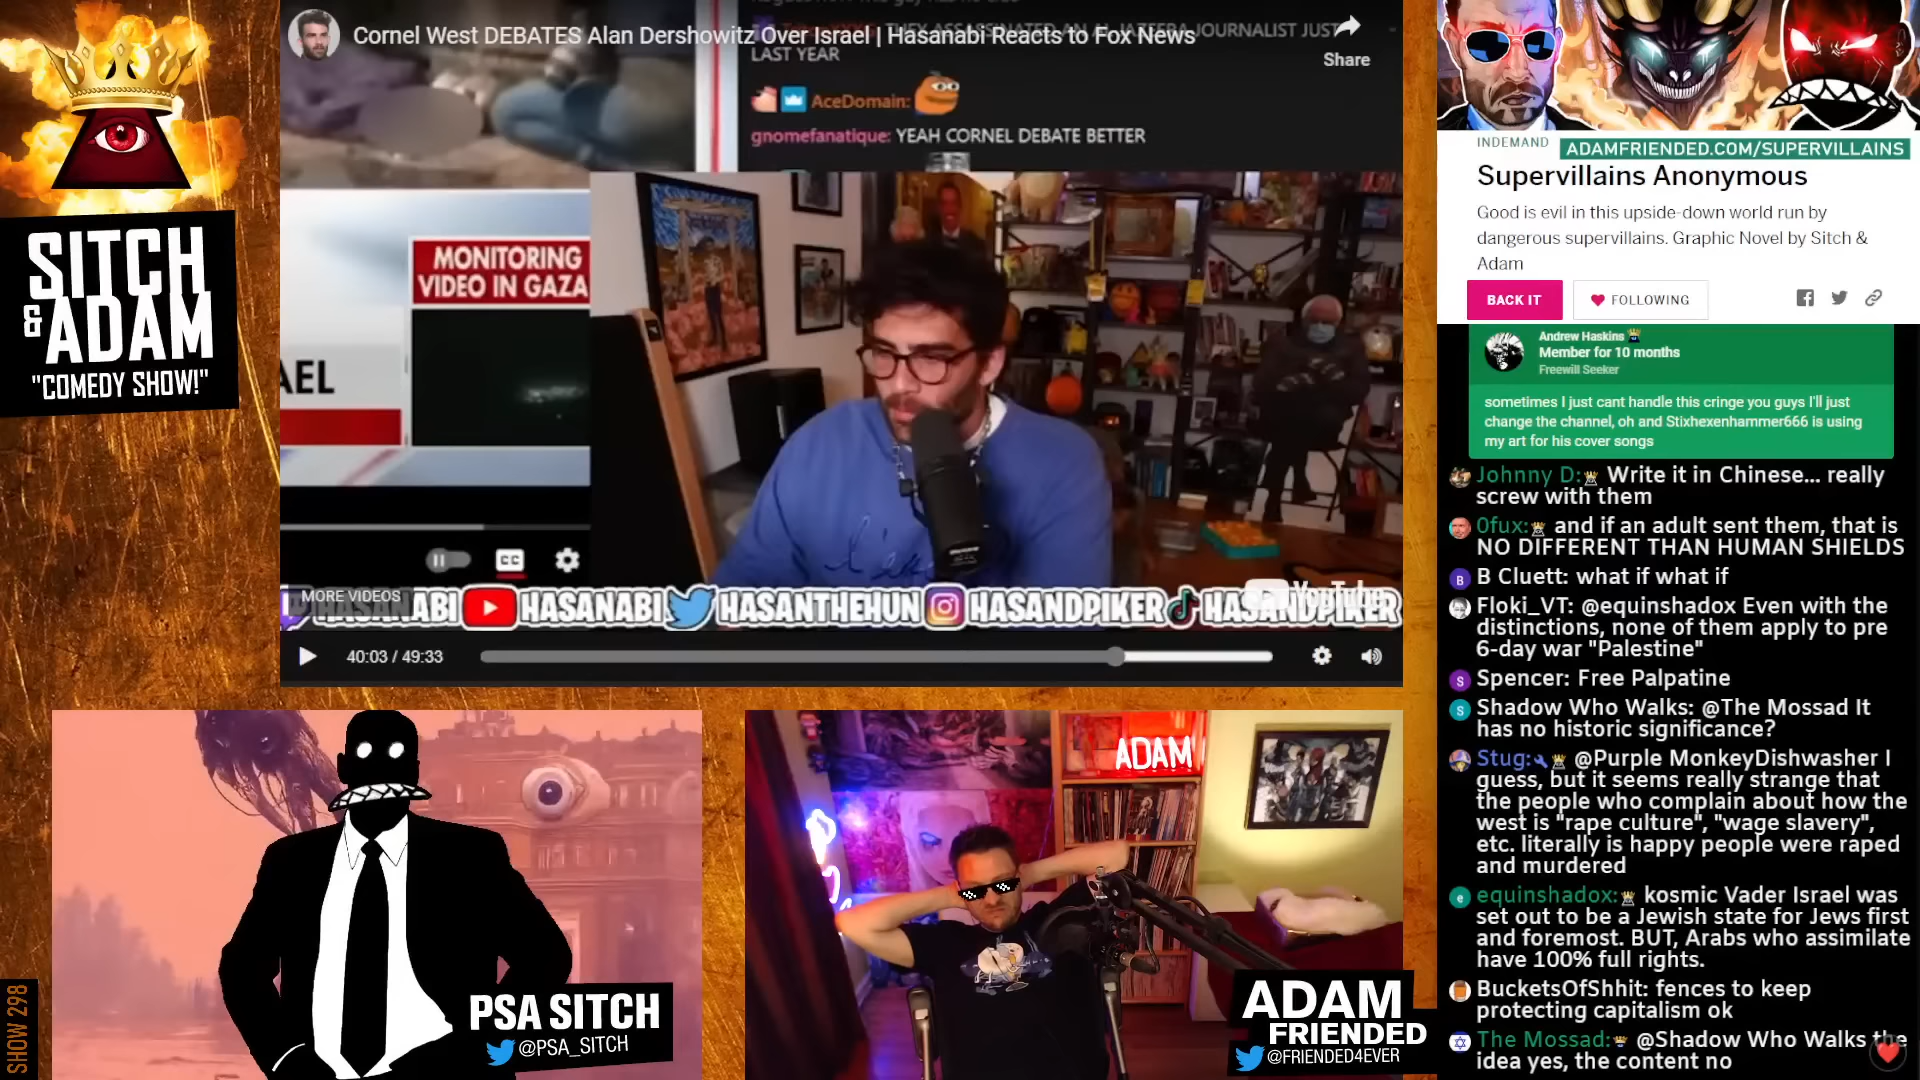 SITCH
& ADAM
"COMEDY SHOW!"
SHOW 298
THEY ASSASSINATED AN AL JAZEERA JOURNALIST JUST
Cornel West DEBATES Alan Dershowitz Over Israel | Hasanabi Reacts to Fox News
LAST YEAR
Share
AceDomain:
gnomefanatique: YEAH CORNEL DEBATE BETTER
MONITORING
VIDEO IN GAZA
AEL
CC
MORE VIDEOS
HASANABI
HASANABI
HASANTHEHUN
HASANDPIKER
HASANDPIKER
YouTube
40:03 / 49:33
PSA SITCH
@PSA_SITCH
ADAM
ADAM
FRIENDED
@FRIENDED4EVER
INDEMAND
ADAMFRIENDED.COM/SUPERVILLAINS
Supervillains Anonymous
Good is evil in this upside-down world run by
dangerous supervillains. Graphic Novel by Sitch &
Adam
BACK IT
FOLLOWING
Andrew Haskins
Member for 10 months
Freewill Seeker
sometimes I just cant handle this cringe you guys I'll just
change the channel, oh and Stixhexenhammer666 is using
my art for his cover songs
Johnny D: Write it in Chinese... really
screw with them
0fux: and if an adult sent them, that is
NO DIFFERENT THAN HUMAN SHIELDS
B Cluett: what if what if
Floki_VT: @equinshadox Even with the
distinctions, none of them apply to pre
6-day war "Palestine"
Spencer: Free Palpatine
Shadow Who Walks: @The Mossad It
has no historic significance?
Stug: @Purple MonkeyDishwasher I
guess, but it seems really strange that
the people who complain about how the
west is "rape culture", "wage slavery",
etc. literally is happy people were raped
and murdered
equinshadox: kosmic Vader Israel was
set out to be a Jewish state for Jews first
and foremost. BUT, Arabs who assimilate
have 100% full rights.
BucketsOfShhit: fences to keep
protecting capitalism ok
The Mossad: @Shadow Who Walks the
idea yes, the content no